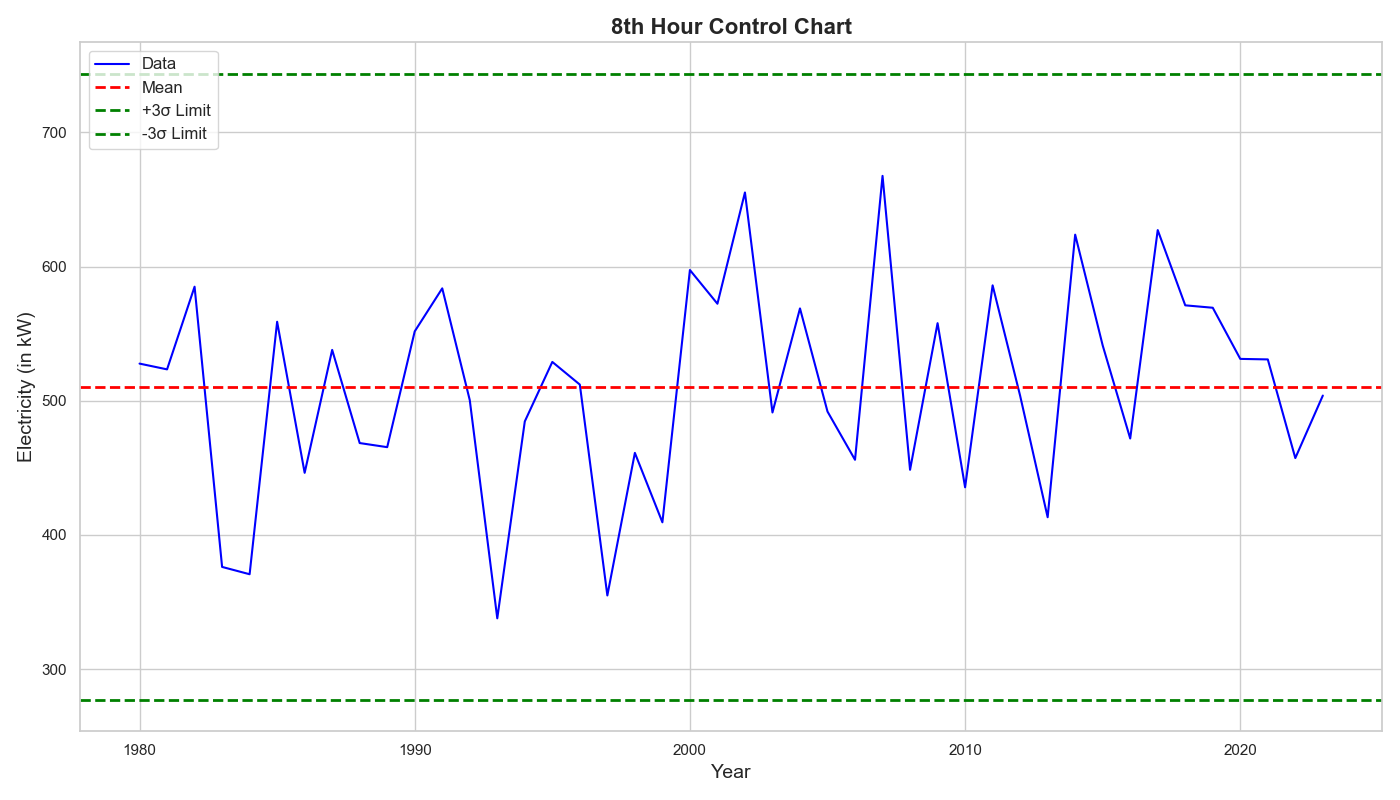 8th Hour Control Chart
Data
Mean
+3σ Limit
-3σ Limit
700
600
500
400
300
Electricity (in kW)
1980
1990
2000
2010
2020
Year